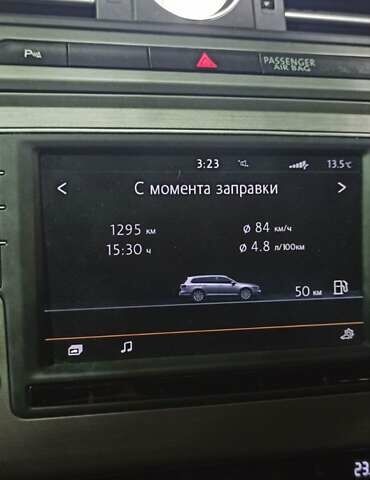 PASSENGER
AIR BAG
3:23 13.5°C
< С момента заправки >
1295 км ø 84 км/ч
15:30 ч ø 4.8 л/100км
50 км
23.